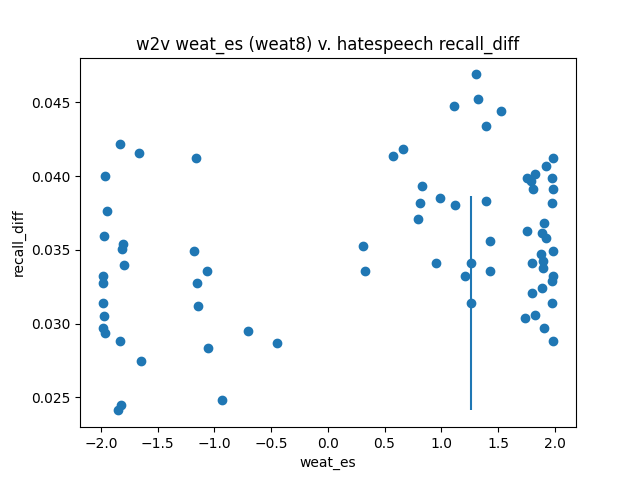 w2v weat_es (weat8) v. hatespeech recall_diff
recall_diff
0.045
0.040
0.035
0.030
0.025
−2.0 −1.5 −1.0 −0.5 0.0 0.5 1.0 1.5 2.0
weat_es